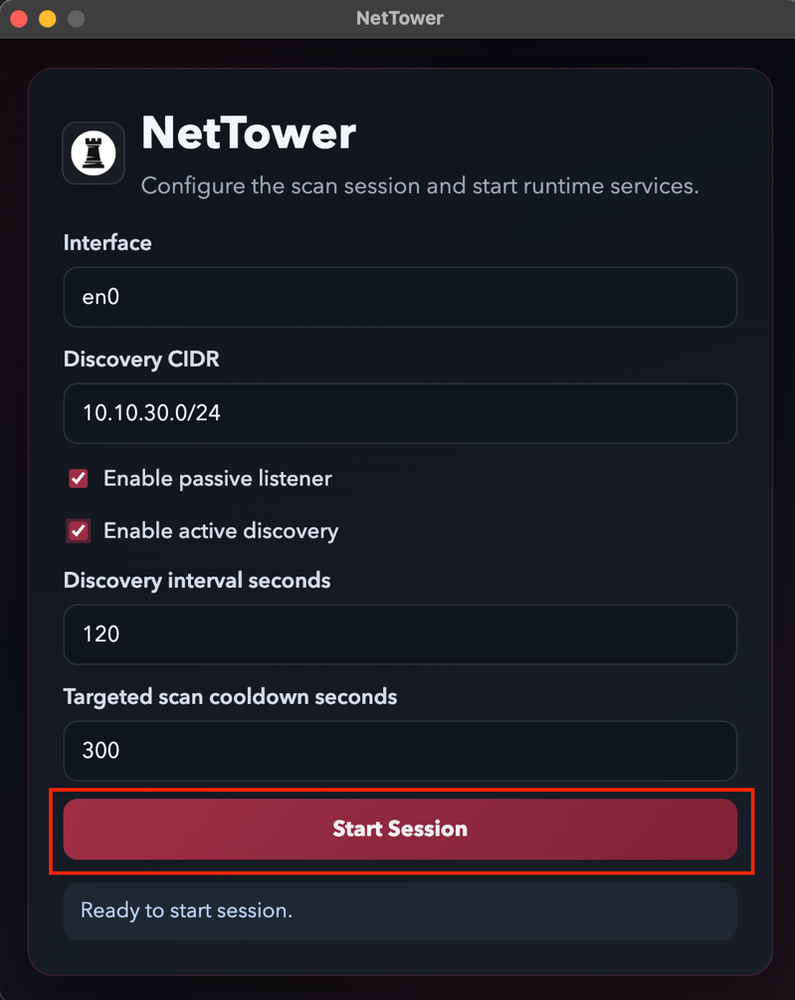 NetTower
NetTower
Configure the scan session and start runtime services.
Interface
en0
Discovery CIDR
10.10.30.0/24
Enable passive listener
Enable active discovery
Discovery interval seconds
120
Targeted scan cooldown seconds
300
Start Session
Ready to start session.